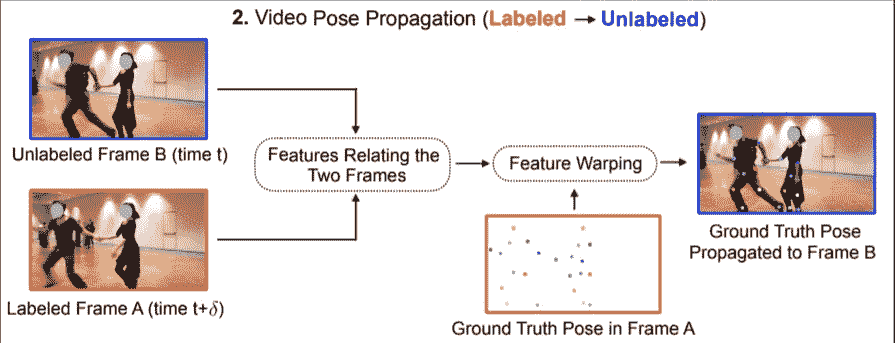 2. Video Pose Propagation (Labeled → Unlabeled)
Unlabeled Frame B (time t)
Features Relating the
Two Frames
Feature Warping
Labeled Frame A (time t+δ)
Ground Truth Pose in Frame A
Ground Truth Pose
Propagated to Frame B